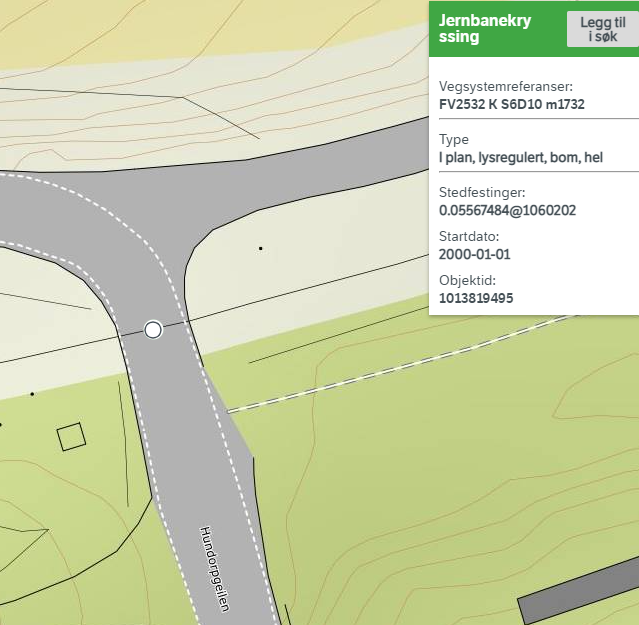 Jernbanekry
ssing
Legg til
i søk
Vegsystemreferanser:
FV2532 K S6D10 m1732
Type
I plan, lysregulert, bom, hel
Stedfestinger:
0.05567484@1060202
Startdato:
2000-01-01
Objektid:
1013819495
Hundorpgeilen